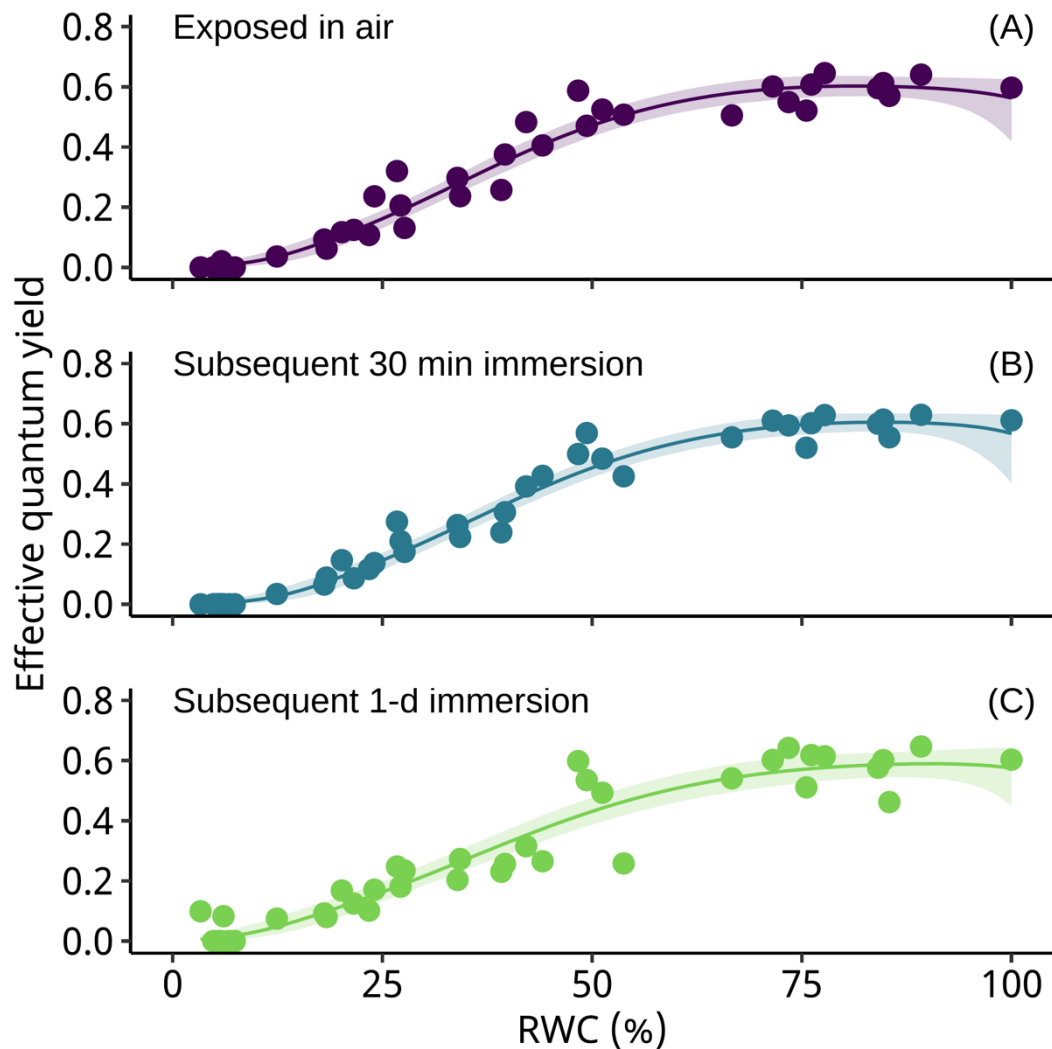 Effective quantum yield
0.8
Exposed in air
(A)
0.6
0.4
0.2
0.0
0.8
Subsequent 30 min immersion
(B)
0.6
0.4
0.2
0.0
0.8
Subsequent 1-d immersion
(C)
0.6
0.4
0.2
0.0
0 25 50 75 100
RWC (%)